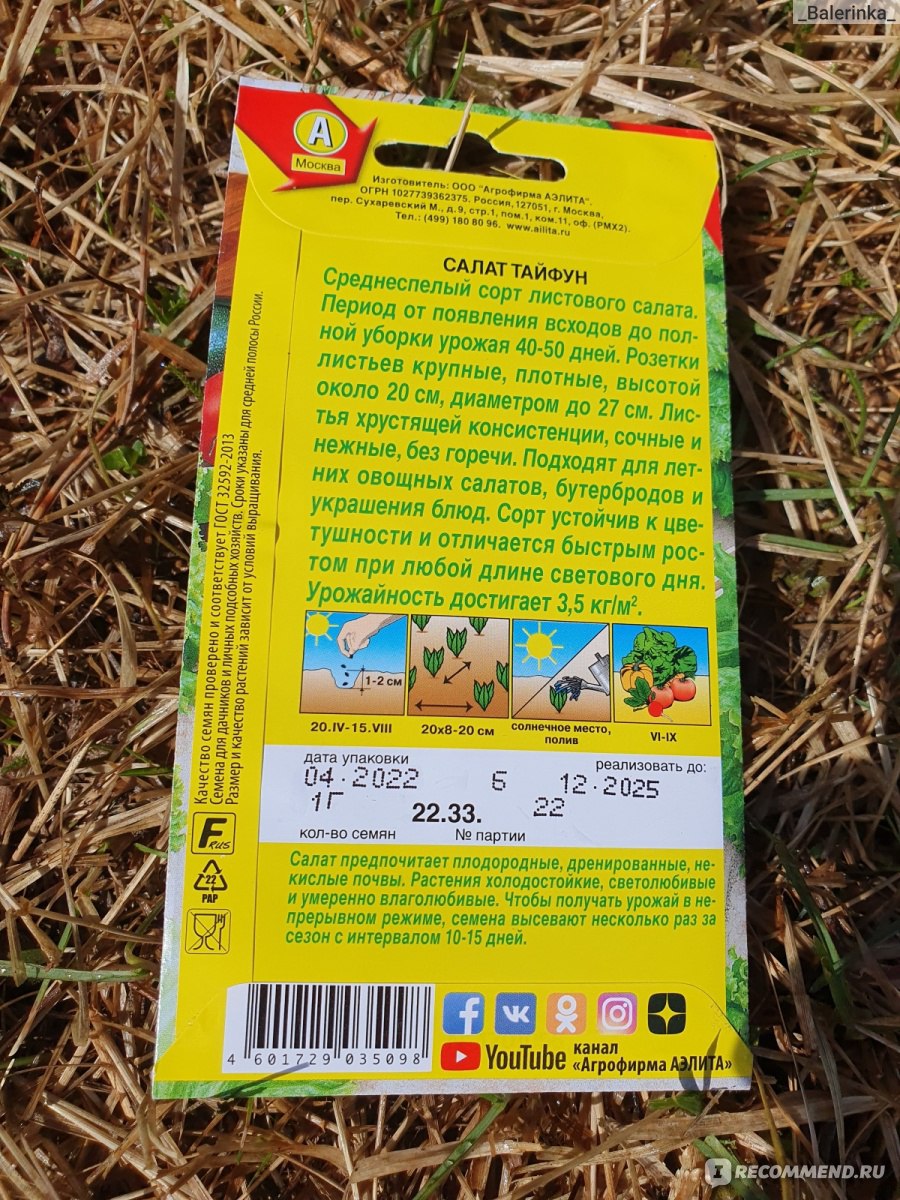 _Balerinka_
А
Москва
Изготовитель: ООО "Агрофирма АЭЛИТА".
ОГРН 1027739362375. Россия,127051, г. Москва,
пер. Сухаревский М., д.9, стр.1, пом.1, ком.11, оф. (РМХ2).
Тел.: (499) 180 80 96. www.ailita.ru
САЛАТ ТАЙФУН
Среднеспелый сорт листового салата.
Период от появления всходов до пол-
ной уборки урожая 40-50 дней. Розетки
листьев крупные, плотные, высотой
около 20 см, диаметром до 27 см. Лис-
тья хрустящей консистенции, сочные и
нежные, без горечи. Подходят для лет-
них овощных салатов, бутербродов и
украшения блюд. Сорт устойчив к цве-
тушности и отличается быстрым рос-
том при любой длине светового дня.
Урожайность достигает 3,5 кг/м².
1-2 см
20.IV-15.VIII
20x8-20 см
солнечное место,
полив
VI-IX
дата упаковки
реализовать до:
04·2022 Б 12·2025
1Г 22.33. 22
кол-во семян № партии
Салат предпочитает плодородные, дренированные, не-
кислые почвы. Растения холодостойкие, светолюбивые
и умеренно влаголюбивые. Чтобы получать урожай в не-
прерывном режиме, семена высевают несколько раз за
сезон с интервалом 10-15 дней.
Качество семян проверено и соответствует ГОСТ 32592-2013
Семена для дачников и личных подсобных хозяйств. Сроки указаны для средней полосы России.
Размер и качество растений зависит от условий выращивания.
F RUS
22
PAP
4 601729 035098
YouTube канал
«Агрофирма АЭЛИТА»
IRECOMMEND.RU